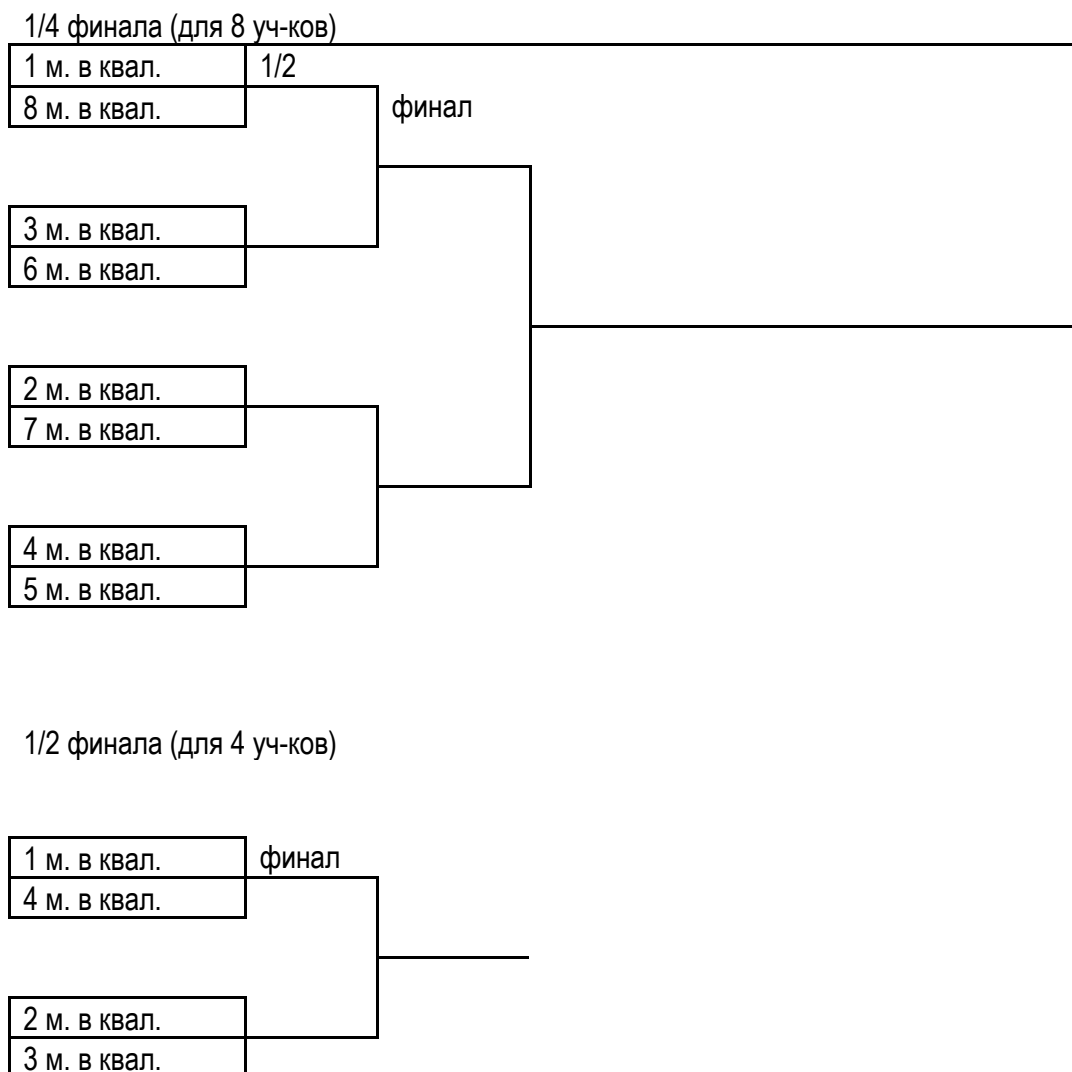 1/4 финала (для 8 уч-ков)
1 м. в квал. 1/2
8 м. в квал. финал
3 м. в квал.
6 м. в квал.
2 м. в квал.
7 м. в квал.
4 м. в квал.
5 м. в квал.
1/2 финала (для 4 уч-ков)
1 м. в квал. финал
4 м. в квал.
2 м. в квал.
3 м. в квал.